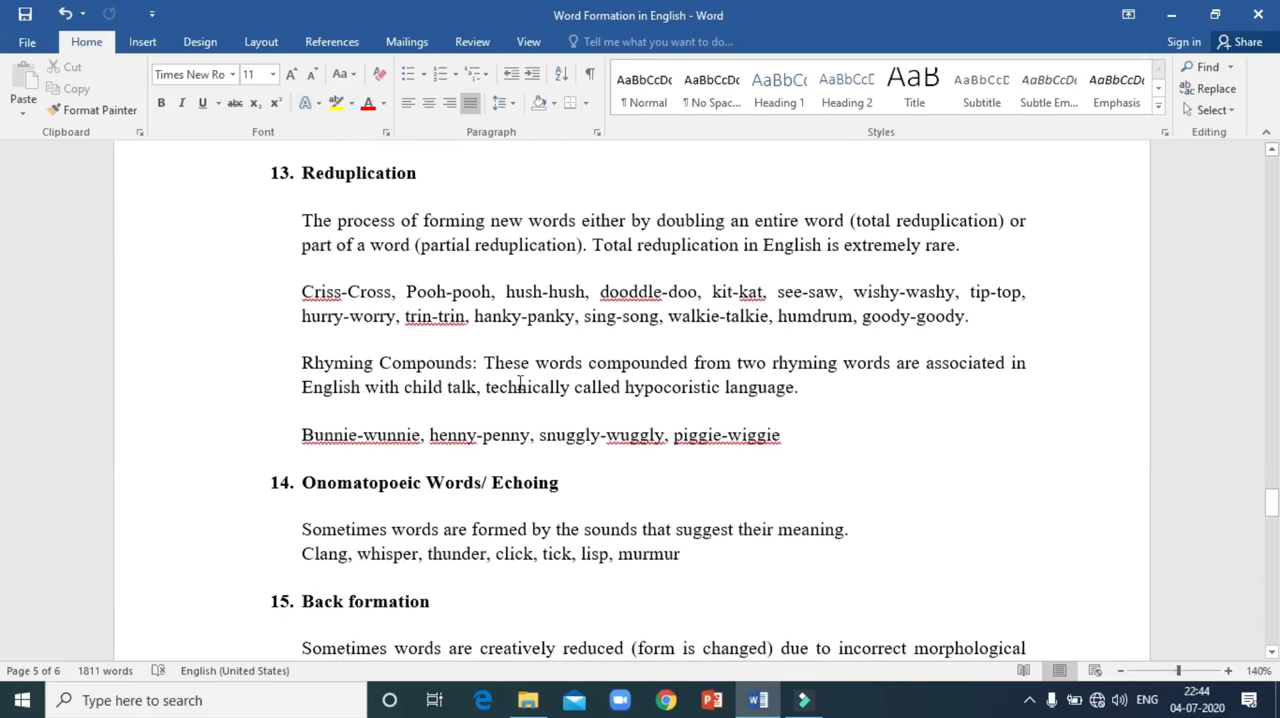 Word Formation in English - Word
File Home Insert Design Layout References Mailings Review View Tell me what you want to do... Sign in Share
Paste
Cut
Copy
Format Painter
Clipboard
Times New Ro 11
Font
Paragraph
AaBbCcDc AaBbCcDc AaBbCc AaBbCcD AaB AaBbCcD AaBbCcDc AaBbCcDc
¶ Normal ¶ No Spac... Heading 1 Heading 2 Title Subtitle Subtle Em... Emphasis
Styles
Find
Replace
Select
Editing
13. Reduplication
The process of forming new words either by doubling an entire word (total reduplication) or
part of a word (partial reduplication). Total reduplication in English is extremely rare.
Criss-Cross, Pooh-pooh, hush-hush, dooddle-doo, kit-kat, see-saw, wishy-washy, tip-top,
hurry-worry, trin-trin, hanky-panky, sing-song, walkie-talkie, humdrum, goody-goody.
Rhyming Compounds: These words compounded from two rhyming words are associated in
English with child talk, technically called hypocoristic language.
Bunnie-wunnie, henny-penny, snuggly-wuggly, piggie-wiggie
14. Onomatopoeic Words/ Echoing
Sometimes words are formed by the sounds that suggest their meaning.
Clang, whisper, thunder, click, tick, lisp, murmur
15. Back formation
Sometimes words are creatively reduced (form is changed) due to incorrect morphological
Page 5 of 6 1811 words English (United States) 140%
Type here to search
ENG
22:44
04-07-2020